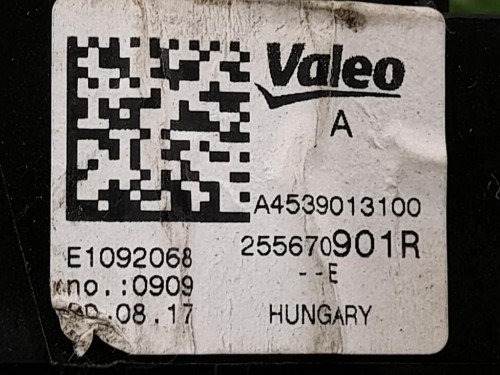 Valeo
A
A4539013100
E1092068
255670901R
no.:0909
--E
08.17
HUNGARY